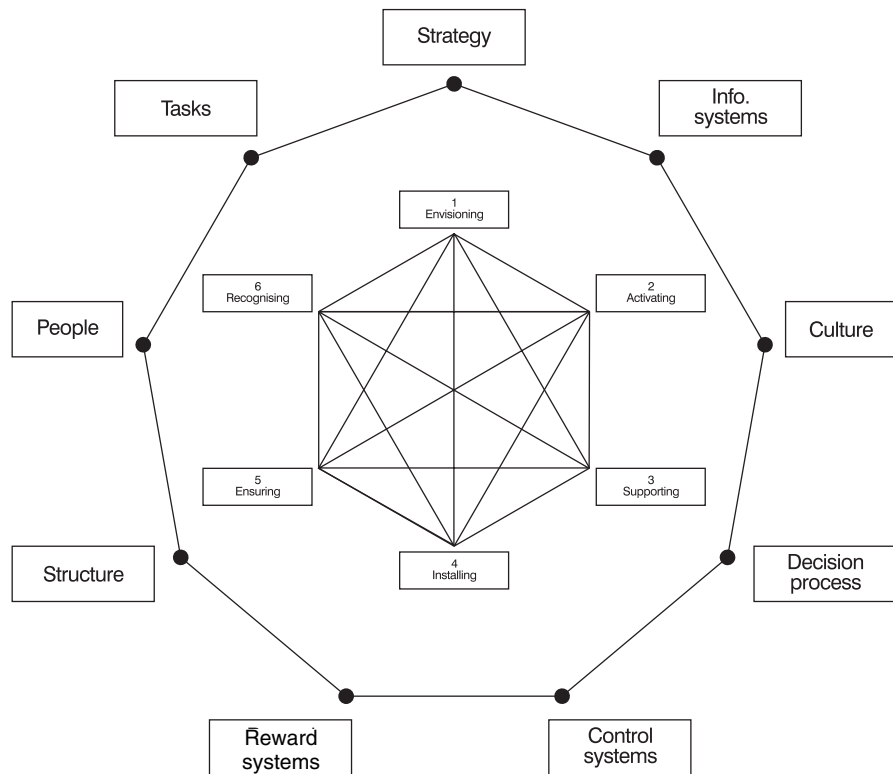 Strategy
Tasks
Info.
systems
1
Envisioning
6
Recognising
2
Activating
People
Culture
5
Ensuring
3
Supporting
4
Installing
Structure
Decision
process
Reward
systems
Control
systems